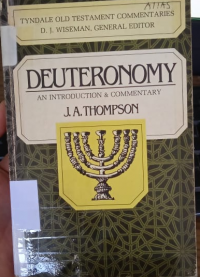 TYNDALE OLD TESTAMENT COMMENTARIES
D. J. WISEMAN, GENERAL EDITOR
DEUTERONOMY
AN INTRODUCTION & COMMENTARY
J. A. THOMPSON